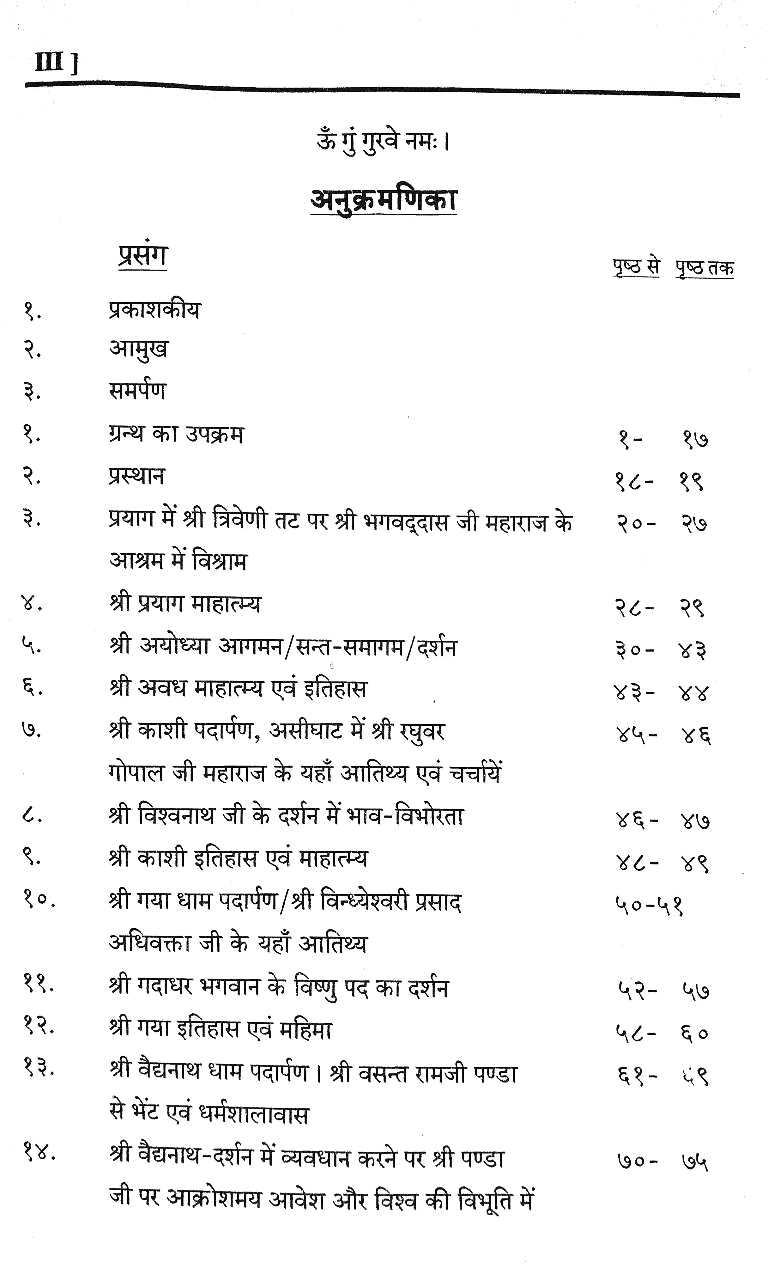 III ]
ॐ गुं गुरवे नमः।
अनुक्रमणिका
प्रसंग पृष्ठ से पृष्ठ तक
१. प्रकाशकीय
२. आमुख
३. समर्पण
१. ग्रन्थ का उपक्रम १- १७
२. प्रस्थान १८- १९
३. प्रयाग में श्री त्रिवेणी तट पर श्री भगवद्दास जी महाराज के २०- २७
आश्रम में विश्राम
४. श्री प्रयाग माहात्म्य २८- २९
५. श्री अयोध्या आगमन/सन्त-समागम/दर्शन ३०- ४३
६. श्री अवध माहात्म्य एवं इतिहास ४३- ४४
७. श्री काशी पदार्पण, असीघाट में श्री रघुवर ४५- ४६
गोपाल जी महाराज के यहाँ आतिथ्य एवं चर्चायें
८. श्री विश्वनाथ जी के दर्शन में भाव-विभोरता ४६- ४७
९. श्री काशी इतिहास एवं माहात्म्य ४८- ४९
१०. श्री गया धाम पदार्पण/श्री विन्ध्येश्वरी प्रसाद ५०-५१
अधिवक्ता जी के यहाँ आतिथ्य
११. श्री गदाधर भगवान के विष्णु पद का दर्शन ५२- ५७
१२. श्री गया इतिहास एवं महिमा ५८- ६०
१३. श्री वैद्यनाथ धाम पदार्पण। श्री वसन्त रामजी पण्डा ६१- ६९
से भेंट एवं धर्मशालावास
१४. श्री वैद्यनाथ-दर्शन में व्यवधान करने पर श्री पण्डा ७०- ७५
जी पर आक्रोशमय आवेश और विश्व की विभूति में